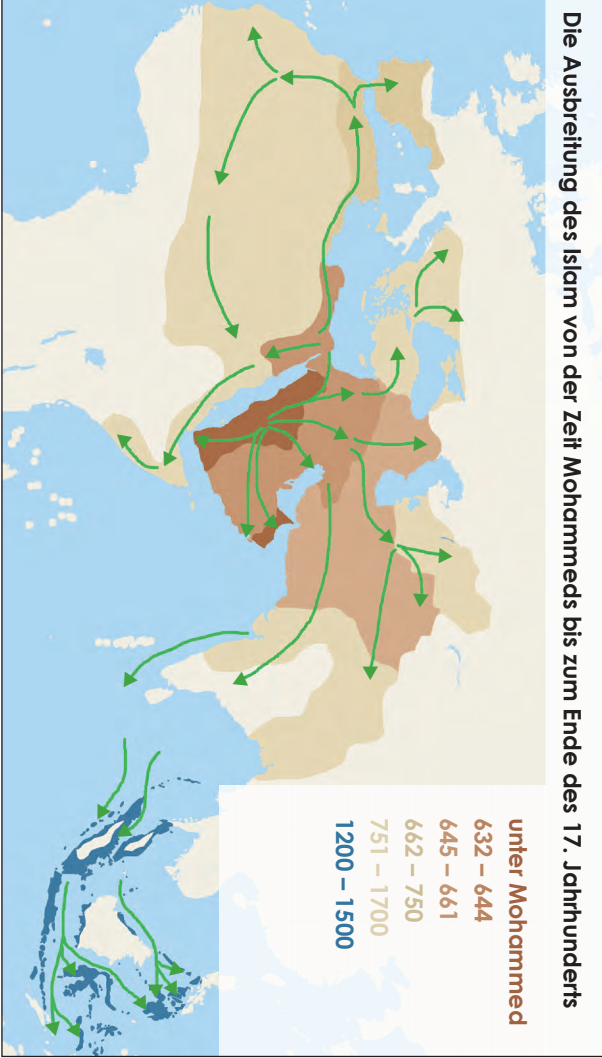 Die Ausbreitung des Islam von der Zeit Mohammeds bis zum Ende des 17. Jahrhunderts
unter Mohammed
632 – 644
645 – 661
662 – 750
751 – 1700
1200 – 1500